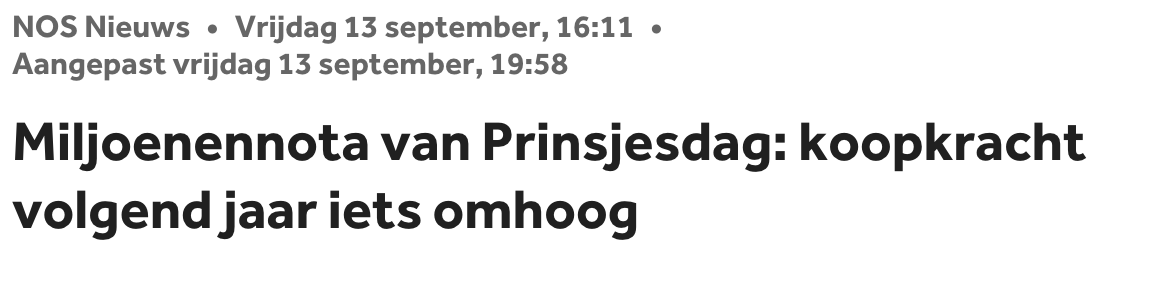 NOS Nieuws • Vrijdag 13 september, 16:11 •
Aangepast vrijdag 13 september, 19:58
Miljoenennota van Prinsjesdag: koopkracht
volgend jaar iets omhoog